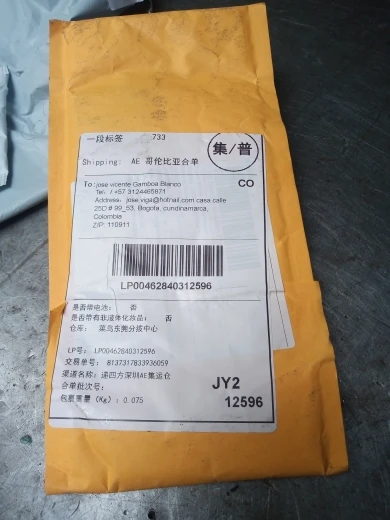 一段标签 733
集/普
Shipping: AE 哥伦比亚合单
To: jose vicente Gamboa Blanco CO
Tel: / +57 3124465971
Address: jose.viga@hotnail.com casa calle
25D # 99_53, Bogota, cundinamarca,
Colombia
ZIP: 110911
LP00462840312596
是否带电池: 否
是否带有非液体化妆品: 否
仓库: 菜鸟东莞分拨中心
LP号: LP00462840312596
交易单号: 8137317833936059
渠道名称: 递四方深圳AE集运仓
合单批次号:
包裹重量 (Kg): 0.075
JY2
12596